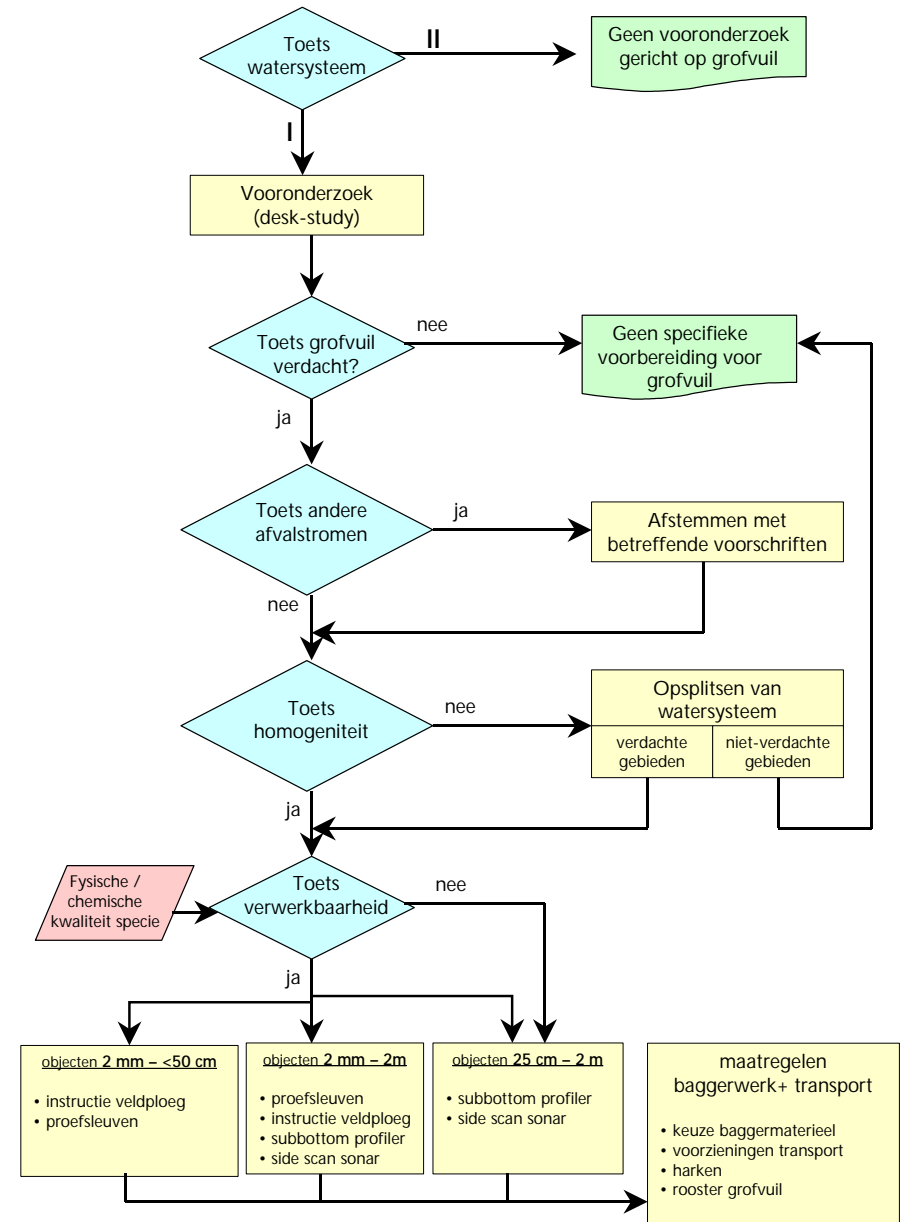 Toets
watersysteem
II
Geen vooronderzoek
gericht op grofvuil
I
Vooronderzoek
(desk-study)
Toets grofvuil
verdacht?
nee
Geen specifieke
voorbereiding voor
grofvuil
ja
Toets andere
afvalstromen
ja
Afstemmen met
betreffende voorschriften
nee
Toets
homogeniteit
nee
Opsplitsen van
watersysteem
verdachte
gebieden
niet-verdachte
gebieden
ja
Fysische /
chemische
kwaliteit specie
Toets
verwerkbaarheid
nee
ja
objecten 2 mm – <50 cm
• instructie veldploeg
• proefsleuven
objecten 2 mm – 2m
• proefsleuven
• instructie veldploeg
• subbottom profiler
• side scan sonar
objecten 25 cm – 2 m
• subbottom profiler
• side scan sonar
maatregelen
baggerwerk+ transport
• keuze baggermaterieel
• voorzieningen transport
• harken
• rooster grofvuil